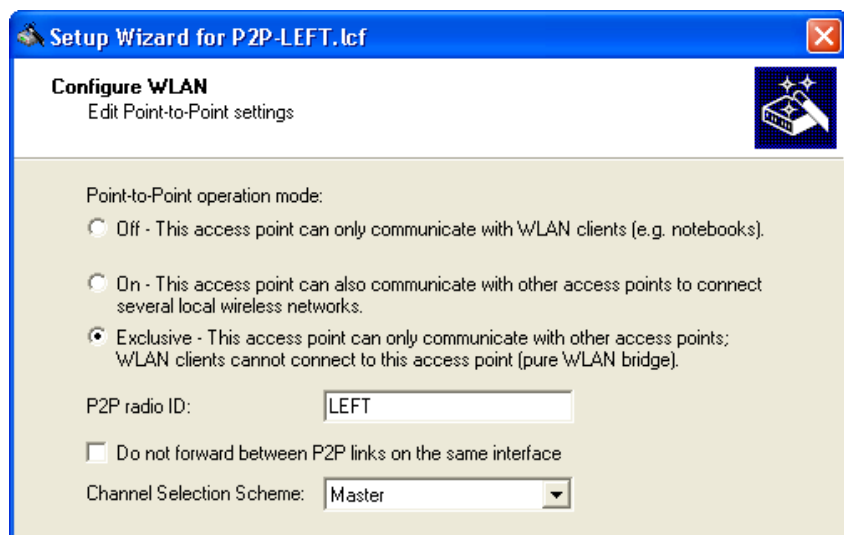 Setup Wizard for P2P-LEFT.lcf
Configure WLAN
Edit Point-to-Point settings
Point-to-Point operation mode:
Off - This access point can only communicate with WLAN clients (e.g. notebooks).
On - This access point can also communicate with other access points to connect
several local wireless networks.
Exclusive - This access point can only communicate with other access points;
WLAN clients cannot connect to this access point (pure WLAN bridge).
P2P radio ID: LEFT
Do not forward between P2P links on the same interface
Channel Selection Scheme: Master